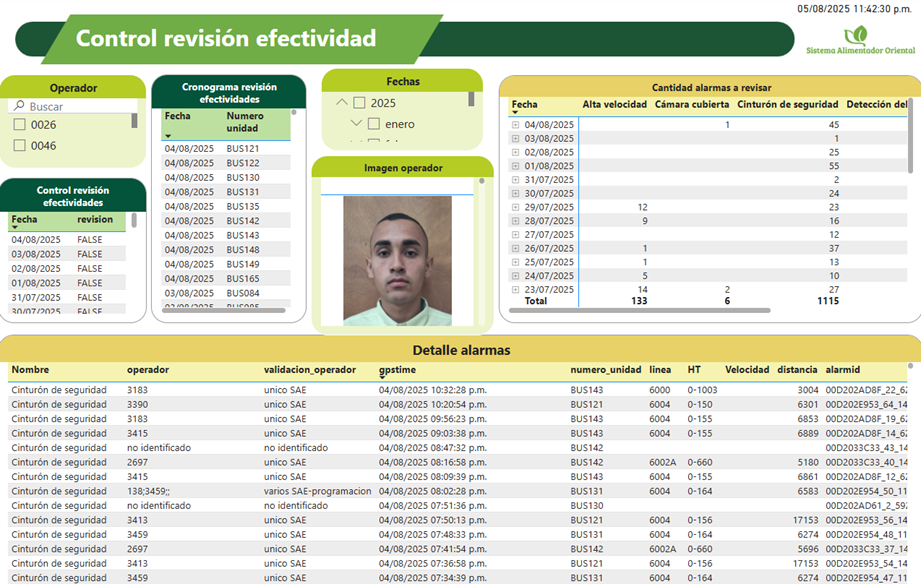 05/08/2025 11:42:30 p.m.
Control revisión efectividad
Sistema Alimentador Oriental
Operador
Buscar
0026
0046
Control revisión
efectividades
Fecha revision
04/08/2025 FALSE
03/08/2025 FALSE
02/08/2025 FALSE
01/08/2025 FALSE
31/07/2025 FALSE
30/07/2025 FALSE
Cronograma revisión
efectividades
Fecha Numero
unidad
04/08/2025 BUS121
04/08/2025 BUS122
04/08/2025 BUS130
04/08/2025 BUS131
04/08/2025 BUS135
04/08/2025 BUS142
04/08/2025 BUS143
04/08/2025 BUS148
04/08/2025 BUS149
04/08/2025 BUS165
03/08/2025 BUS084
Fechas
2025
enero
Imagen operador
Cantidad alarmas a revisar
Fecha Alta velocidad Cámara cubierta Cinturón de seguridad Detección del
04/08/2025 1 45
03/08/2025 1
02/08/2025 25
01/08/2025 55
31/07/2025 2
30/07/2025 24
29/07/2025 12 23
28/07/2025 9 16
27/07/2025 12
26/07/2025 1 37
25/07/2025 1 13
24/07/2025 5 10
23/07/2025 14 2 27
Total 133 6 1115
Detalle alarmas
Nombre operador validacion_operador gpstime numero_unidad linea HT Velocidad distancia alarmid
Cinturón de seguridad 3183 unico SAE 04/08/2025 10:32:28 p.m. BUS143 6000 0-1003 3004 00D202AD8F_22_62
Cinturón de seguridad 3390 unico SAE 04/08/2025 10:20:54 p.m. BUS121 6004 0-150 6301 00D202E953_64_14
Cinturón de seguridad 3183 unico SAE 04/08/2025 09:56:23 p.m. BUS143 6004 0-155 6853 00D202AD8F_19_62
Cinturón de seguridad 3415 unico SAE 04/08/2025 09:03:38 p.m. BUS143 6004 0-155 6889 00D202AD8F_14_62
Cinturón de seguridad no identificado no identificado 04/08/2025 08:47:32 p.m. BUS142 00D2033C33_43_14
Cinturón de seguridad 2697 unico SAE 04/08/2025 08:16:58 p.m. BUS142 6002A 0-660 5180 00D2033C33_40_14
Cinturón de seguridad 3415 unico SAE 04/08/2025 08:09:39 p.m. BUS143 6004 0-155 6861 00D202AD8F_12_62
Cinturón de seguridad 138;3459;; varios SAE-programacion 04/08/2025 08:02:28 p.m. BUS131 6004 0-164 6583 00D202E954_50_11
Cinturón de seguridad no identificado no identificado 04/08/2025 07:51:36 p.m. BUS130 00D202AD61_2_592
Cinturón de seguridad 3413 unico SAE 04/08/2025 07:50:13 p.m. BUS121 6004 0-156 17153 00D202E953_56_14
Cinturón de seguridad 3459 unico SAE 04/08/2025 07:48:33 p.m. BUS131 6004 0-164 6274 00D202E954_48_11
Cinturón de seguridad 2697 unico SAE 04/08/2025 07:41:54 p.m. BUS142 6002A 0-660 5696 00D2033C33_37_14
Cinturón de seguridad 3413 unico SAE 04/08/2025 07:36:58 p.m. BUS121 6004 0-156 17153 00D202E953_54_14
Cinturón de seguridad 3459 unico SAE 04/08/2025 07:34:39 p.m. BUS131 6004 0-164 6274 00D202E954_47_11